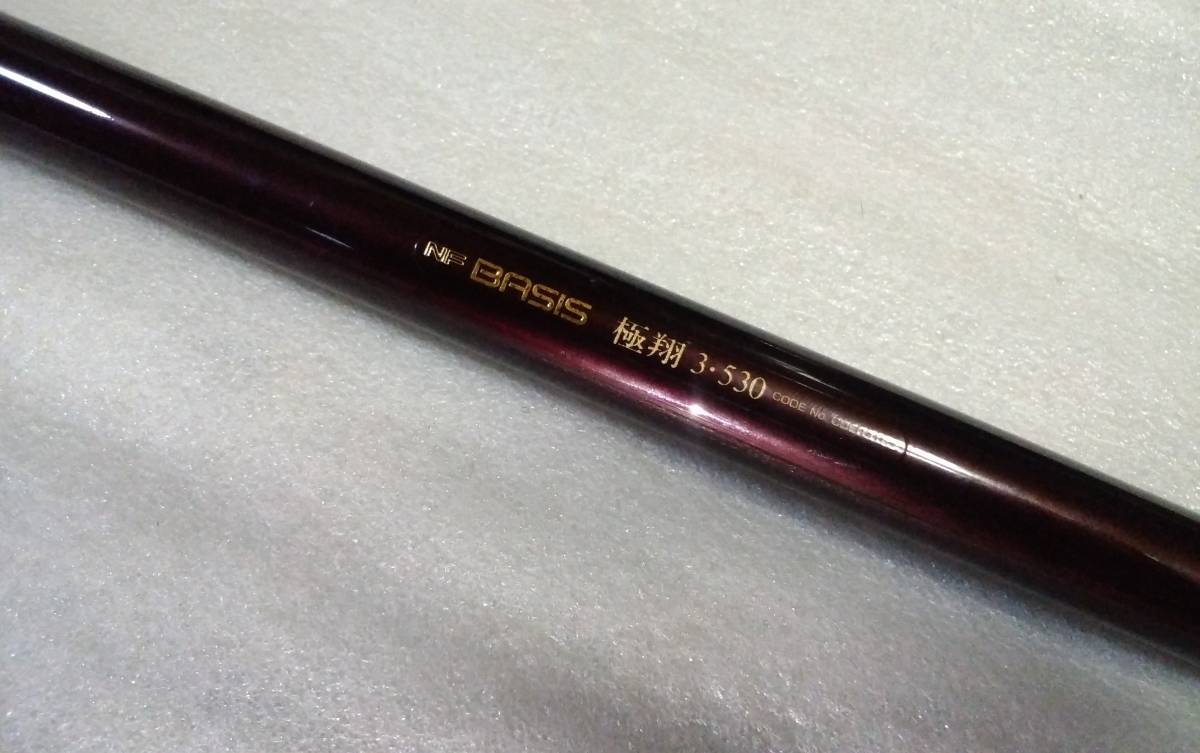 NF BASIS 極翔 3・530 CODE No.